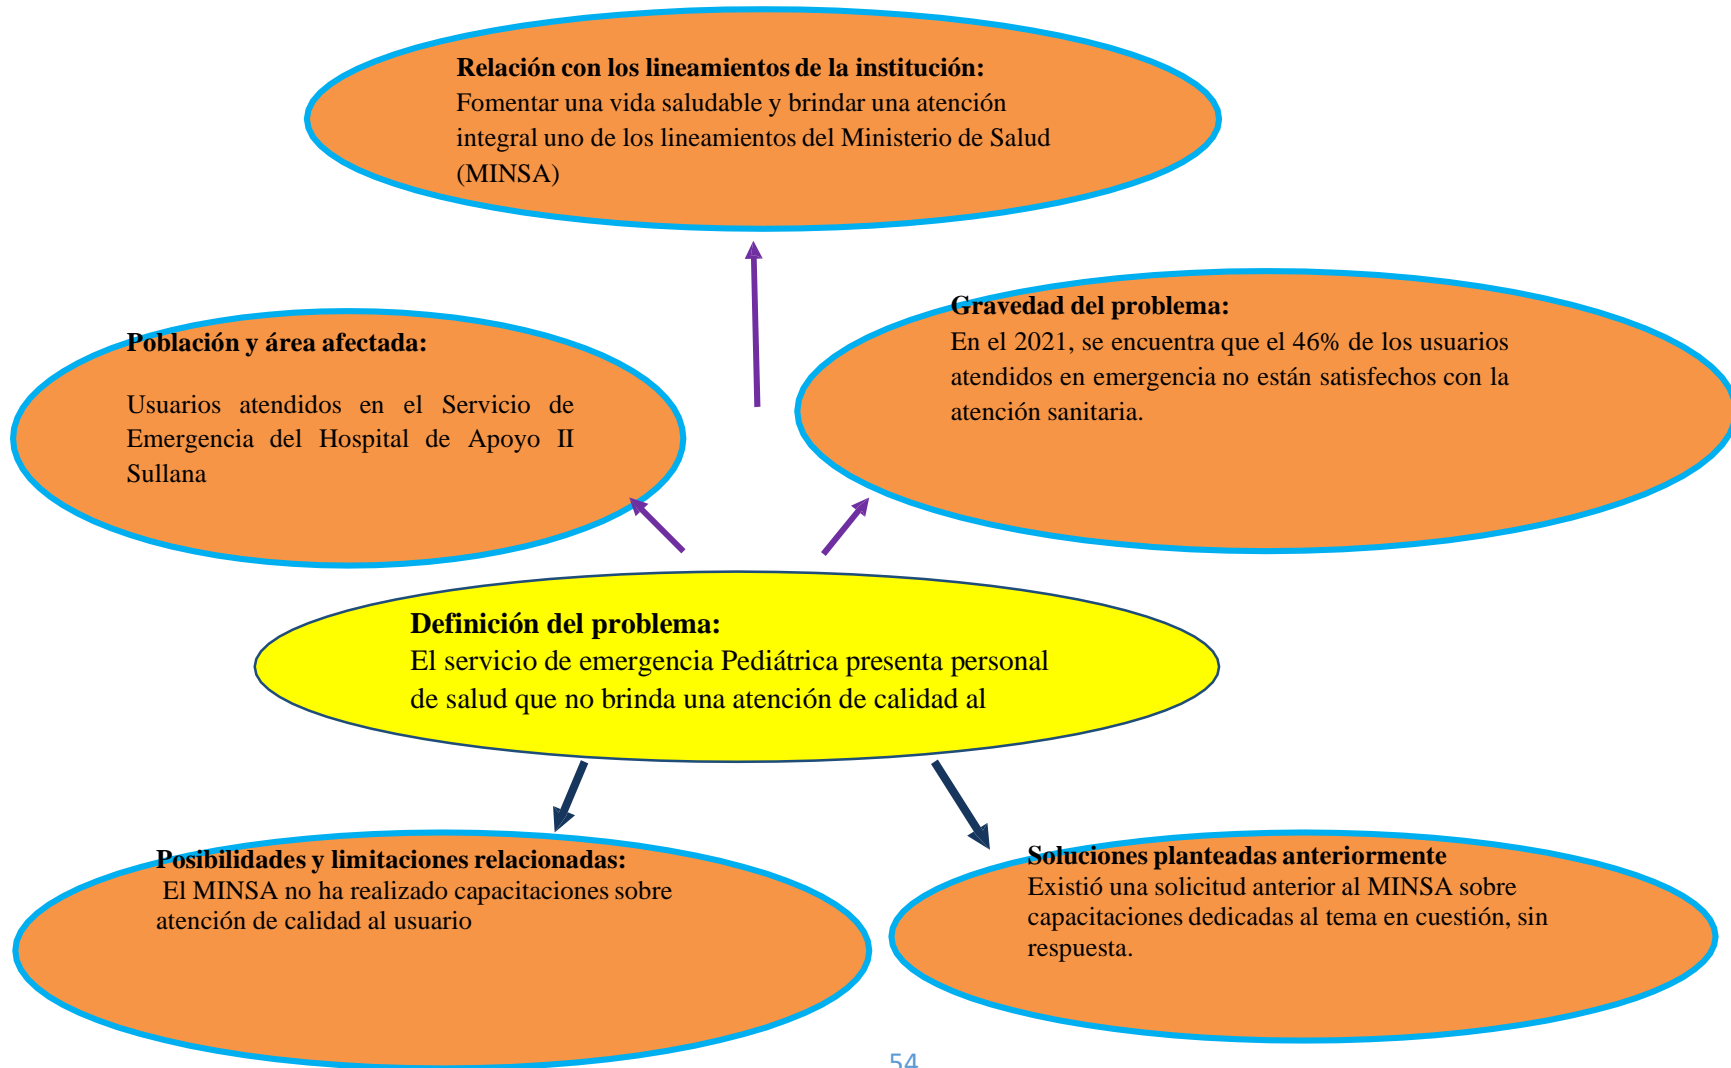 Relación con los lineamientos de la institución:
Fomentar una vida saludable y brindar una atención
integral uno de los lineamientos del Ministerio de Salud
(MINSA)
Población y área afectada:
Usuarios atendidos en el Servicio de
Emergencia del Hospital de Apoyo II
Sullana
Gravedad del problema:
En el 2021, se encuentra que el 46% de los usuarios
atendidos en emergencia no están satisfechos con la
atención sanitaria.
Definición del problema:
El servicio de emergencia Pediátrica presenta personal
de salud que no brinda una atención de calidad al
Posibilidades y limitaciones relacionadas:
El MINSA no ha realizado capacitaciones sobre
atención de calidad al usuario
Soluciones planteadas anteriormente
Existió una solicitud anterior al MINSA sobre
capacitaciones dedicadas al tema en cuestión, sin
respuesta.
54